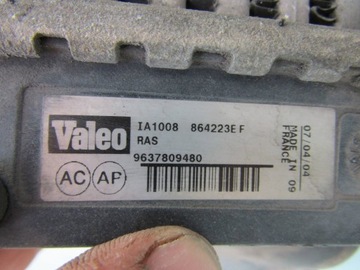 Valeo
IA1008 864223E F
RAS
9637809480
AC AP
07/04/04
MADE IN 09
FRANCE